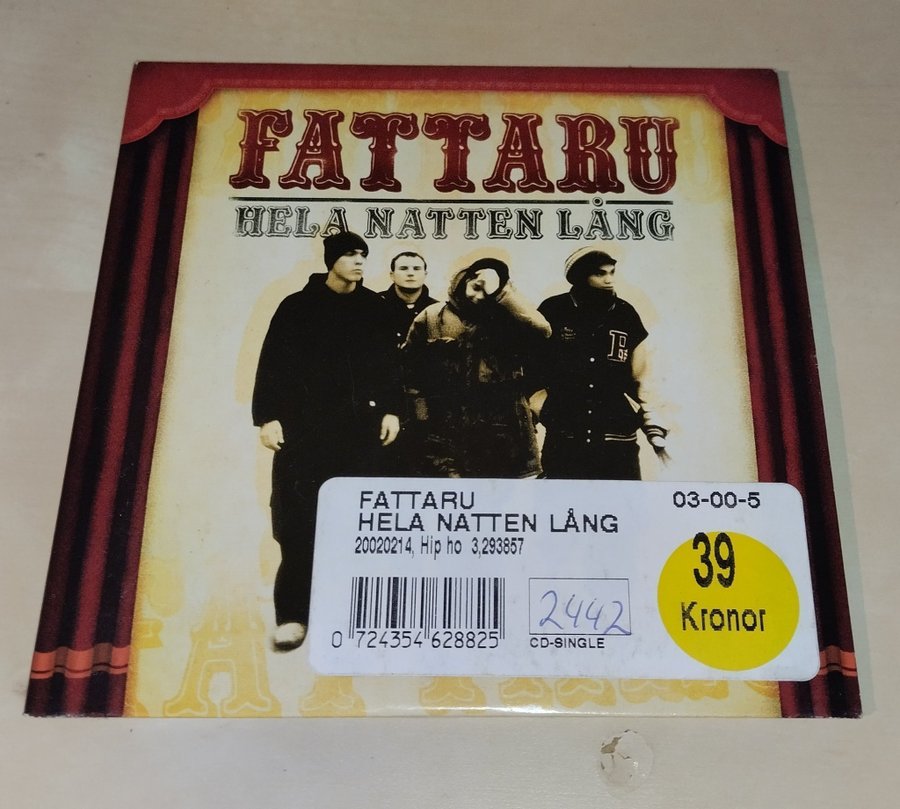 FATTARU
HELA NATTEN LÅNG
FATTARU
HELA NATTEN LÅNG
20020214, Hip ho 3,293857
03-00-5
39
Kronor
0 724354 628825
2442
CD-SINGLE